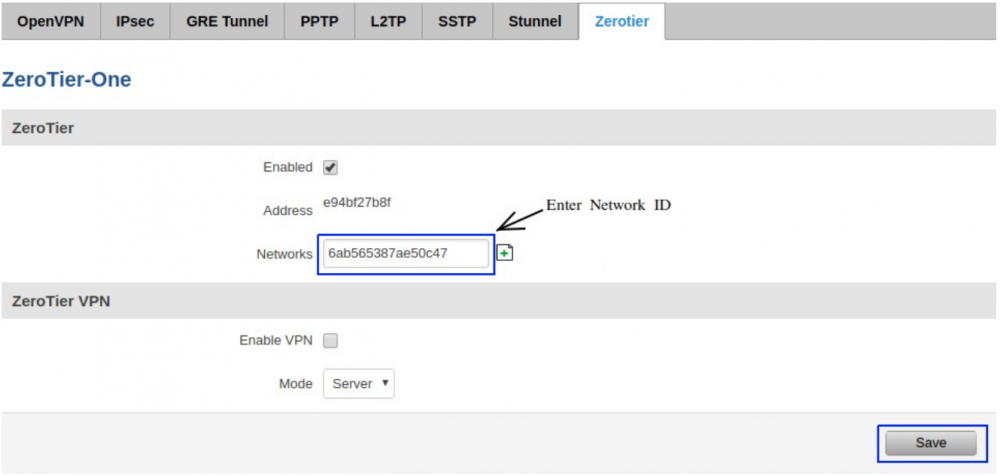 OpenVPN IPsec GRE Tunnel PPTP L2TP SSTP Stunnel Zerotier
ZeroTier-One
ZeroTier
Enabled
Address e94bf27b8f
Enter Network ID
Networks 6ab565387ae50c47
ZeroTier VPN
Enable VPN
Mode Server
Save